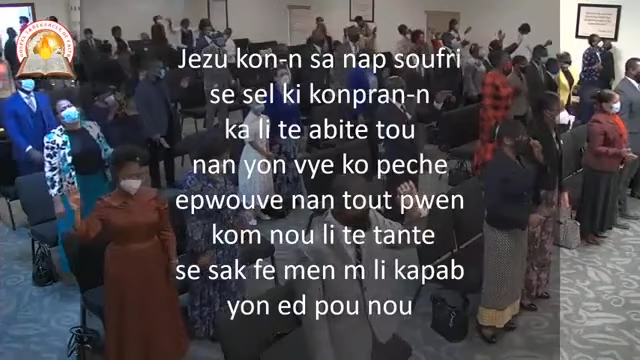 Jezu kon-n sa nap soufri
se sel ki konpran-n
ka li te abite tou
nan yon vye ko peche
epwouve nan tout pwen
kom nou li te tante
se sak fe men m li kapab
yon ed pou nou